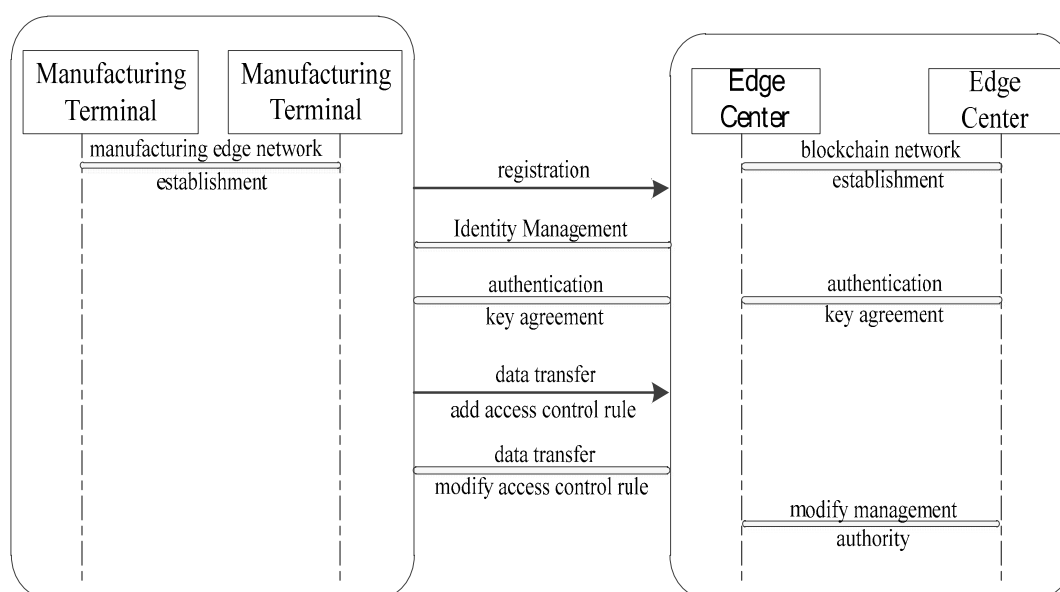 Manufacturing
Terminal
Manufacturing
Terminal
Edge
Center
Edge
Center
manufacturing edge network
establishment
blockchain network
establishment
registration
Identity Management
authentication
key agreement
authentication
key agreement
data transfer
add access control rule
data transfer
modify access control rule
modify management
authority